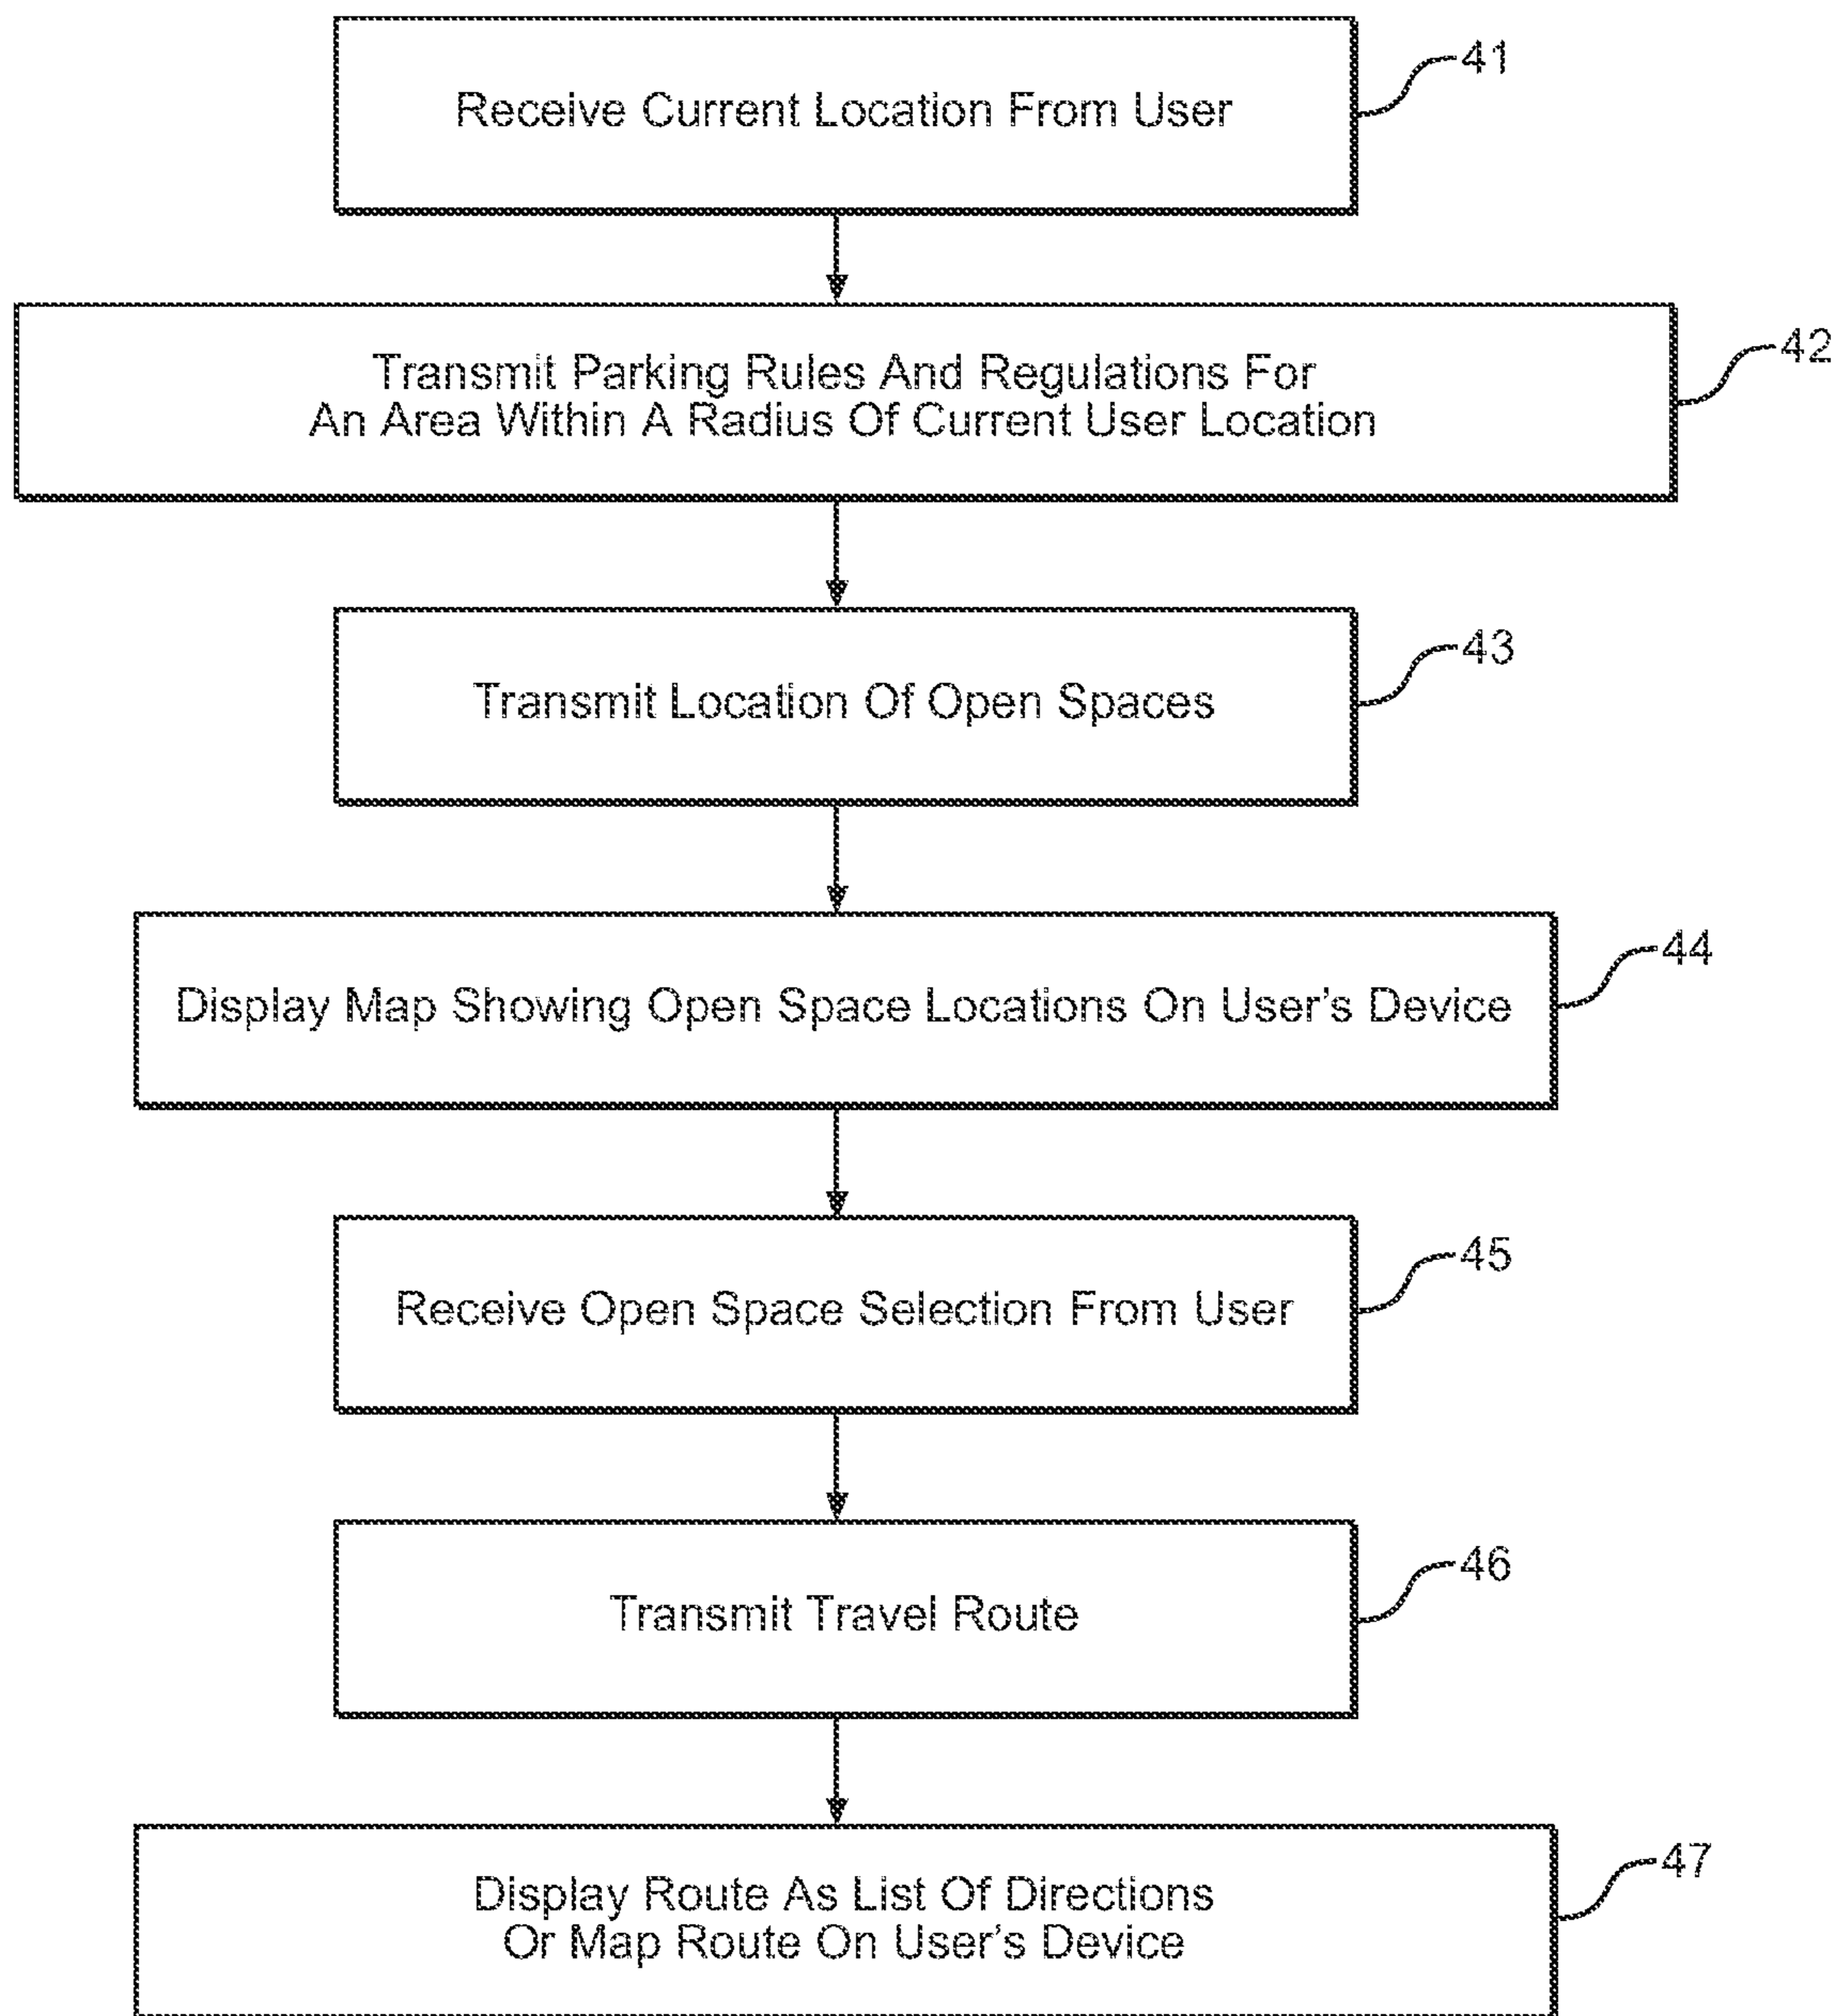 41
Receive Current Location From User
42
Transmit Parking Rules And Regulations For
An Area Within A Radius Of Current User Location
43
Transmit Location Of Open Spaces
44
Display Map Showing Open Space Locations On User's Device
45
Receive Open Space Selection From User
46
Transmit Travel Route
47
Display Route As List Of Directions
Or Map Route On User's Device